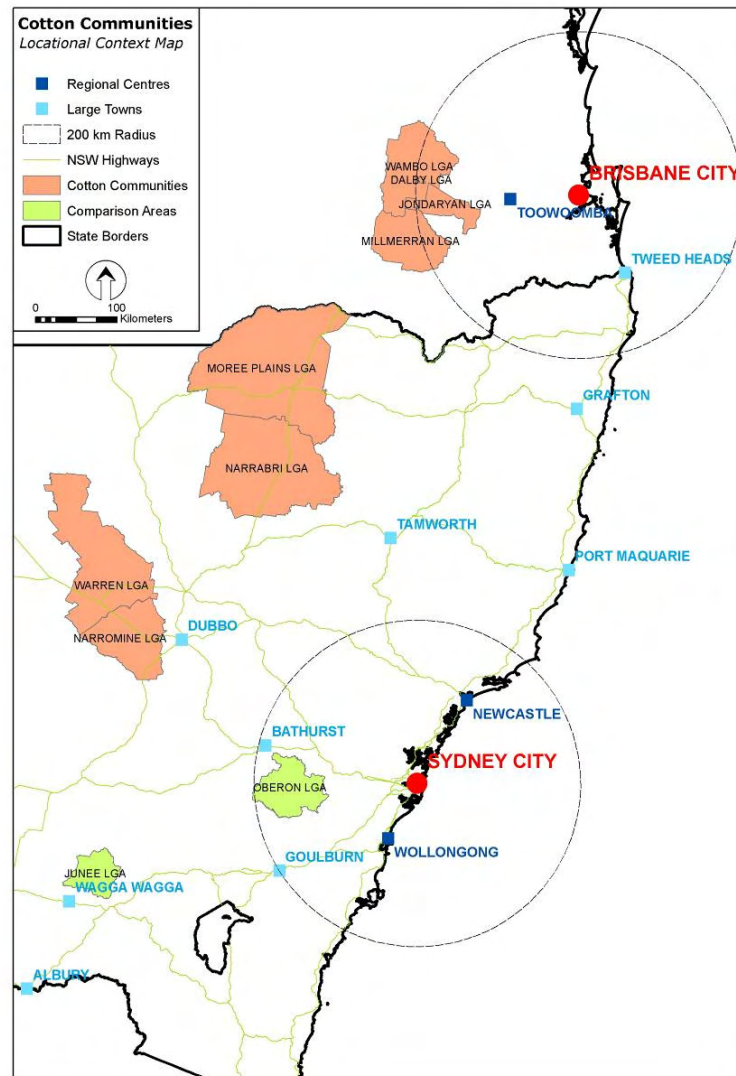 Cotton Communities
Locational Context Map
Regional Centres
Large Towns
200 km Radius
NSW Highways
Cotton Communities
Comparison Areas
State Borders
0 100
Kilometers
WAMBO LGA
DALBY LGA
JONDARYAN LGA
MILLMERRAN LGA
BRISBANE CITY
TOOWOOMBA
TWEED HEADS
MOREE PLAINS LGA
GRAFTON
NARRABRI LGA
TAMWORTH
PORT MAQUARIE
WARREN LGA
DUBBO
NARROMINE LGA
NEWCASTLE
BATHURST
SYDNEY CITY
OBERON LGA
WOLLONGONG
GOULBURN
JUNEE LGA
WAGGA WAGGA
ALBURY